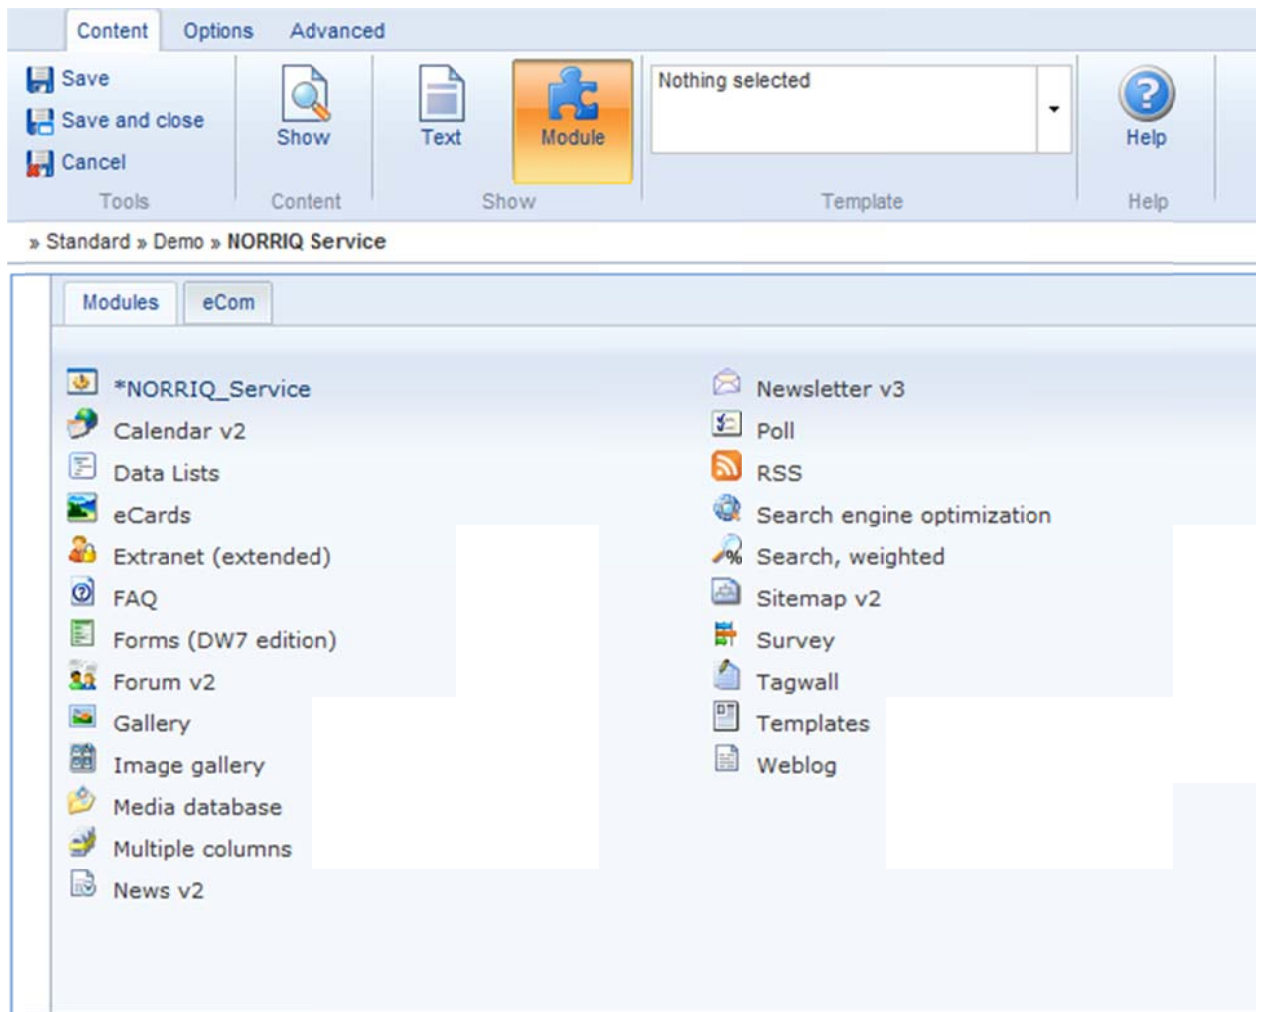 Content Options Advanced
Save
Save and close
Cancel
Tools
Show
Content
Text
Module
Show
Nothing selected
Template
Help
Help
» Standard » Demo » NORRIQ Service
Modules eCom
*NORRIQ_Service
Calendar v2
Data Lists
eCards
Extranet (extended)
FAQ
Forms (DW7 edition)
Forum v2
Gallery
Image gallery
Media database
Multiple columns
News v2
Newsletter v3
Poll
RSS
Search engine optimization
Search, weighted
Sitemap v2
Survey
Tagwall
Templates
Weblog